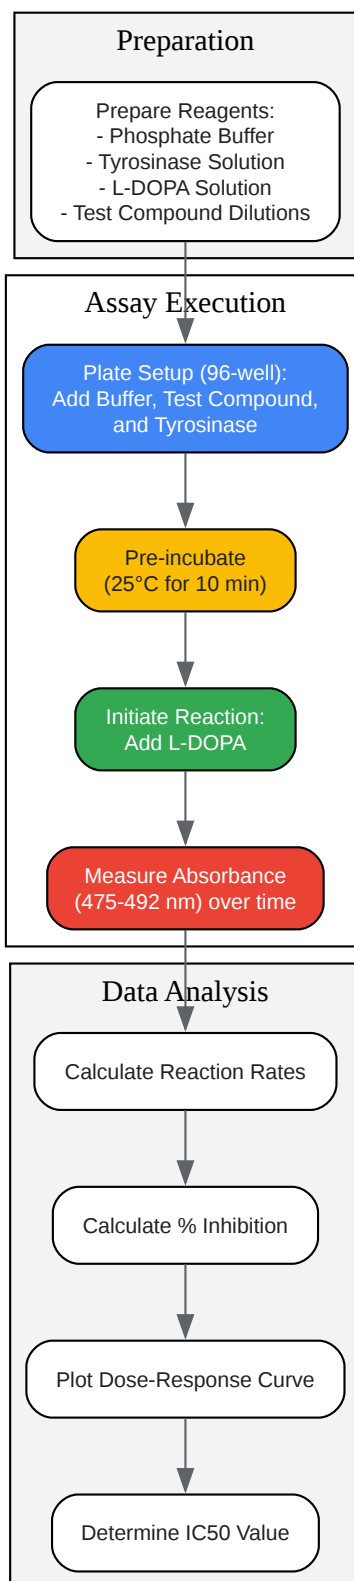 Preparation
Prepare Reagents:
- Phosphate Buffer
- Tyrosinase Solution
- L-DOPA Solution
- Test Compound Dilutions
Assay Execution
Plate Setup (96-well):
Add Buffer, Test Compound,
and Tyrosinase
Pre-incubate
(25°C for 10 min)
Initiate Reaction:
Add L-DOPA
Measure Absorbance
(475-492 nm) over time
Data Analysis
Calculate Reaction Rates
Calculate % Inhibition
Plot Dose-Response Curve
Determine IC50 Value